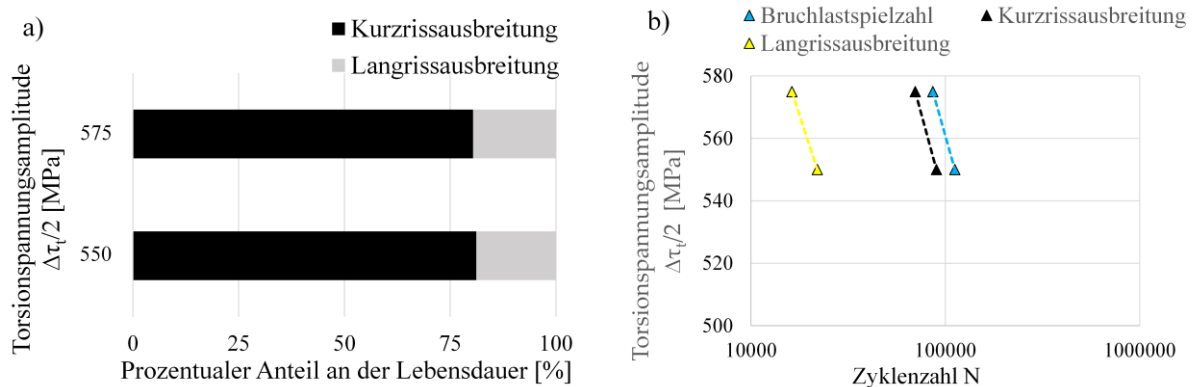 a)
Kurzrissausbreitung
Langrissausbreitung
Torsionspannungsamplitude
Δτt/2 [MPa]
575
550
0 25 50 75 100
Prozentualer Anteil an der Lebensdauer [%]
b)
Bruchlastspielzahl Kurzrissausbreitung
Langrissausbreitung
Torsionspannungsamplitude
Δτt/2 [MPa]
580
560
540
520
500
10000 100000 1000000
Zyklenzahl N